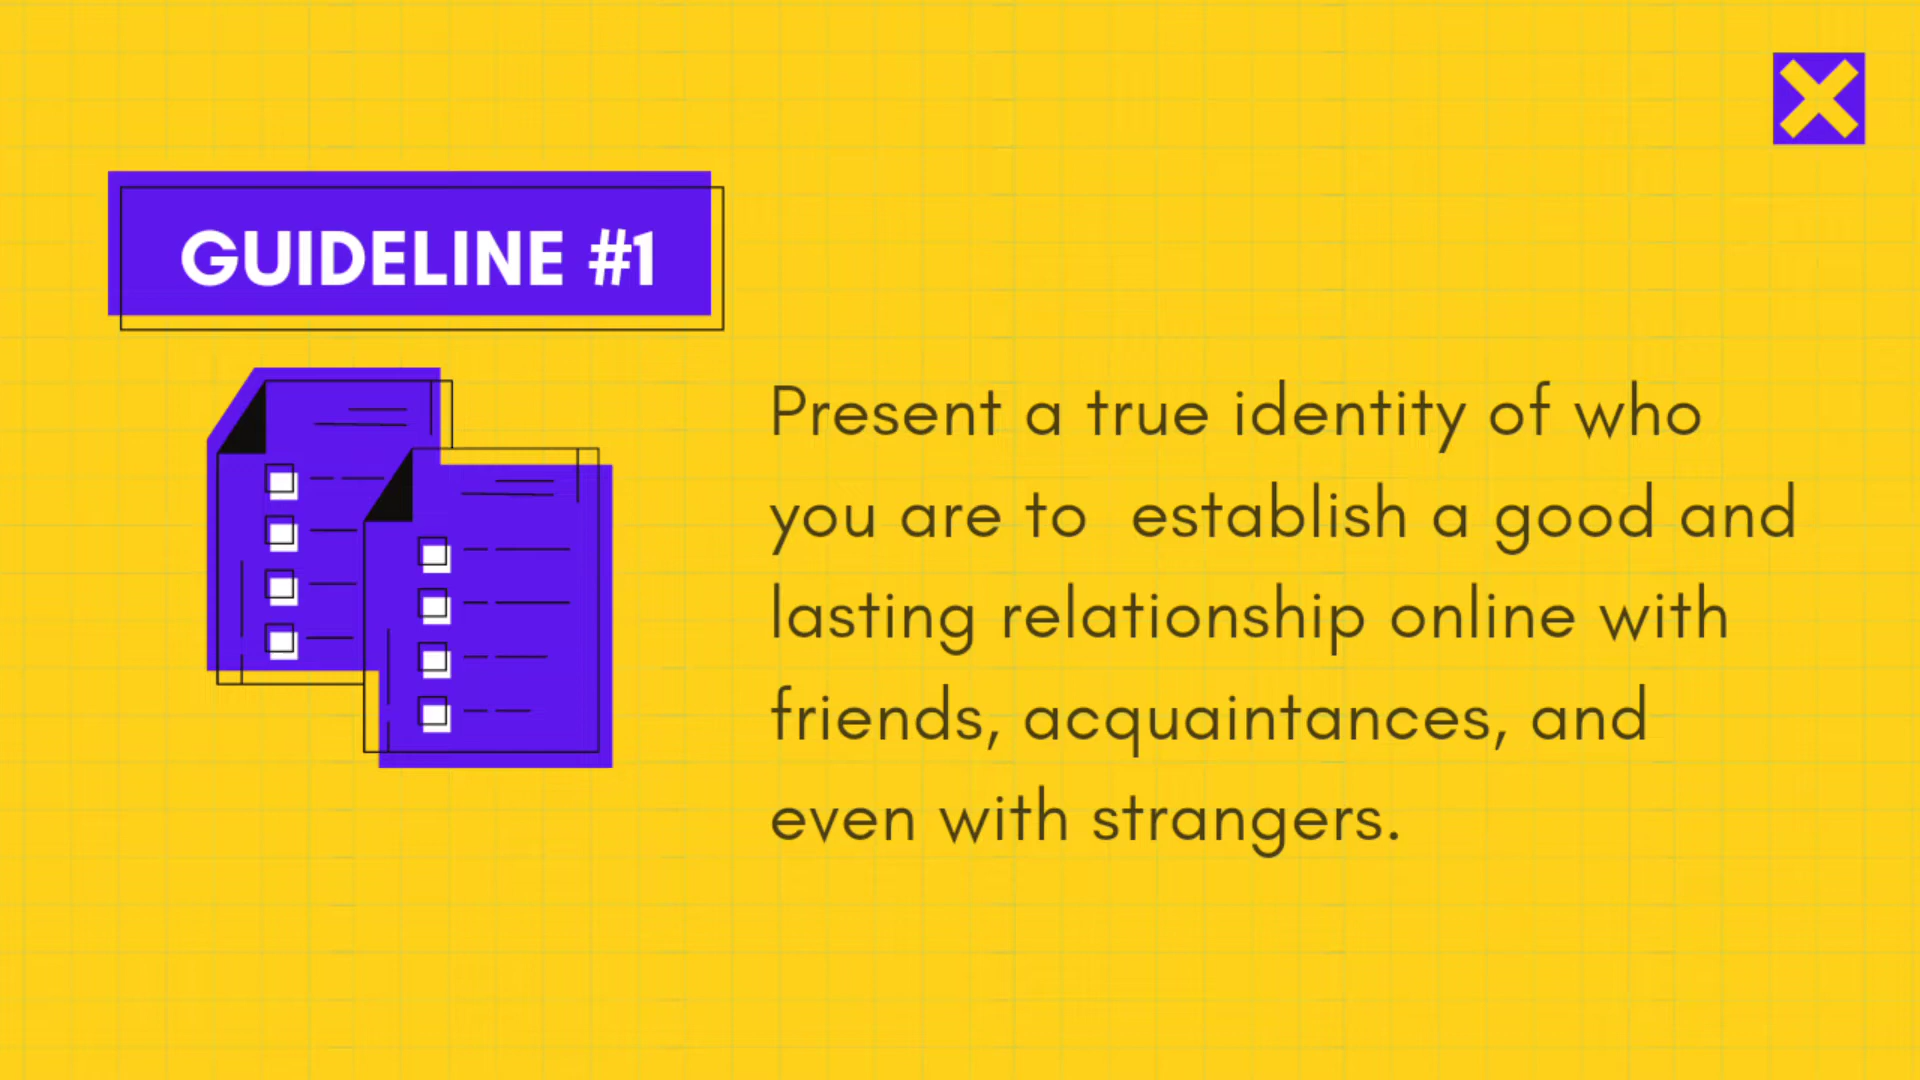 GUIDELINE #1
Present a true identity of who
you are to  establish a good and
lasting relationship online with
friends, acquaintances, and
even with strangers.